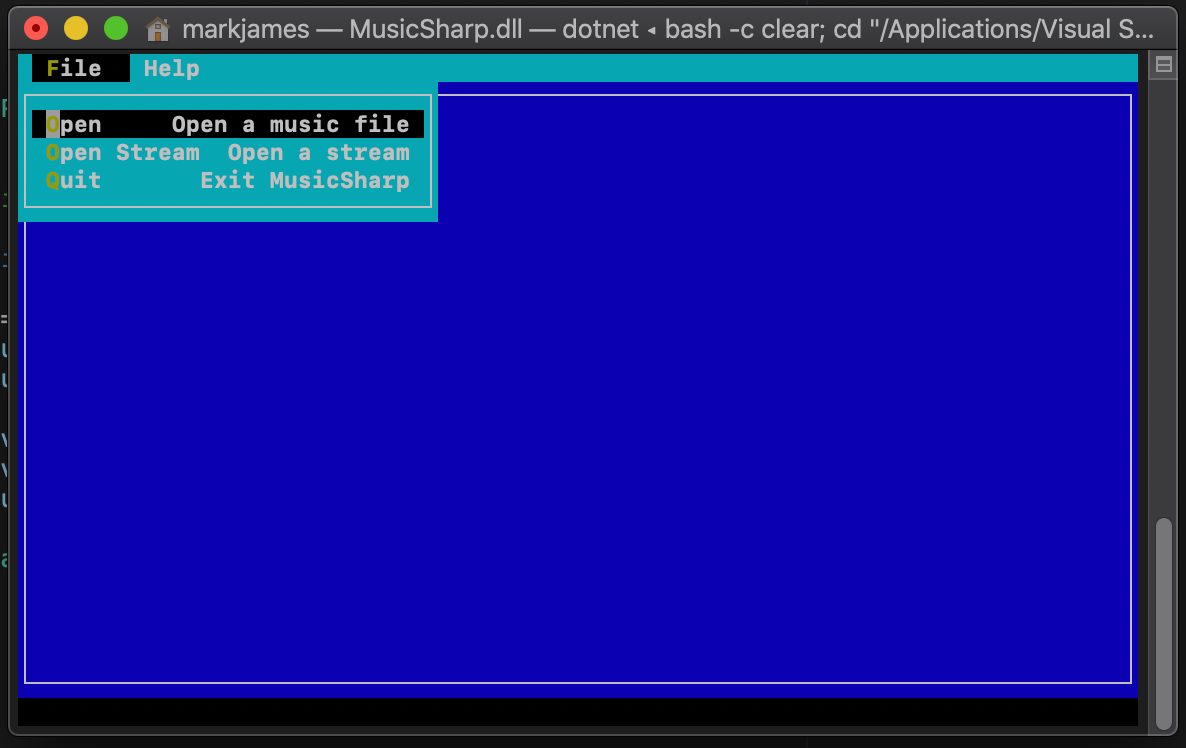 markjames — MusicSharp.dll — dotnet ◂ bash -c clear; cd "/Applications/Visual S...
File Help
Open Open a music file
Open Stream Open a stream
Quit Exit MusicSharp